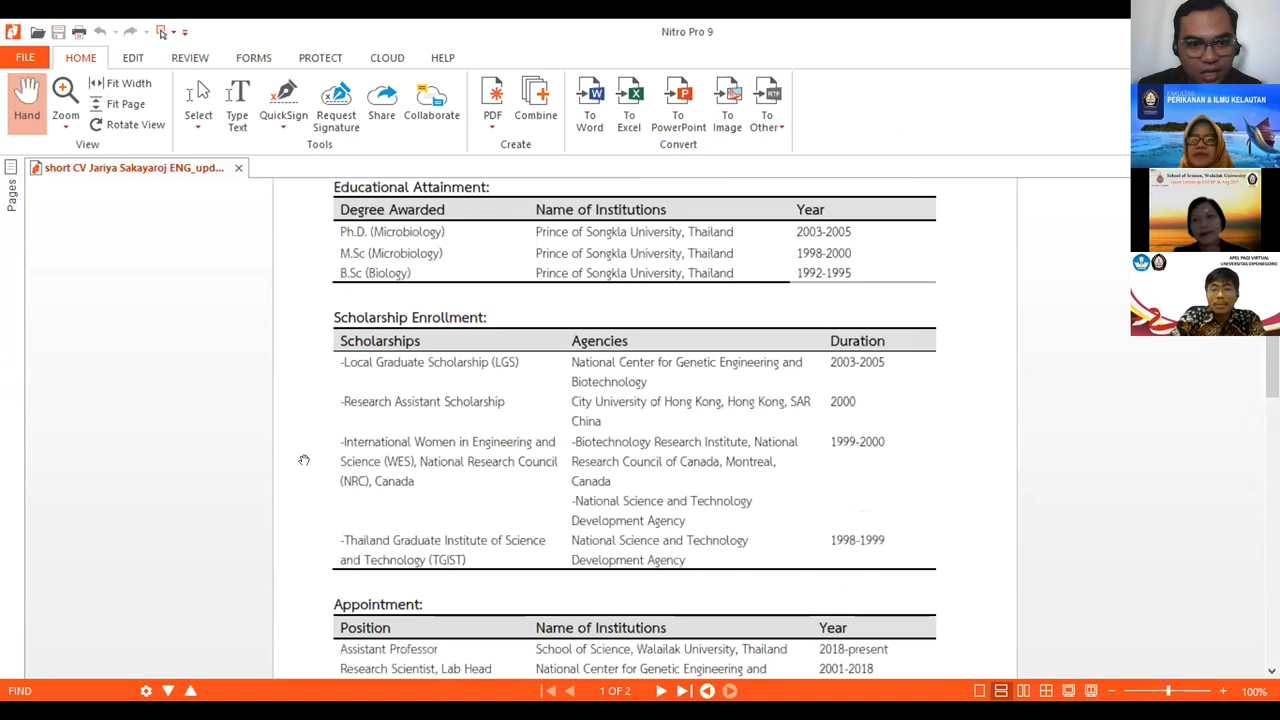 Nitro Pro 9
FILE HOME EDIT REVIEW FORMS PROTECT CLOUD HELP
Hand
Zoom
Fit Width
Fit Page
Rotate View
View
Select
Type Text
QuickSign
Request Signature
Share
Collaborate
Tools
PDF
Combine
Create
To Word
To Excel
To PowerPoint
To Image
To Other
Convert
short CV Jariya Sakayaroj ENG_upd...
Pages
Educational Attainment:
Degree Awarded Name of Institutions Year
Ph.D. (Microbiology) Prince of Songkla University, Thailand 2003-2005
M.Sc (Microbiology) Prince of Songkla University, Thailand 1998-2000
B.Sc (Biology) Prince of Songkla University, Thailand 1992-1995
Scholarship Enrollment:
Scholarships Agencies Duration
-Local Graduate Scholarship (LGS) National Center for Genetic Engineering and 2003-2005
Biotechnology
-Research Assistant Scholarship City University of Hong Kong, Hong Kong, SAR 2000
China
-International Women in Engineering and -Biotechnology Research Institute, National 1999-2000
Science (WES), National Research Council Research Council of Canada, Montreal,
(NRC), Canada Canada
-National Science and Technology
Development Agency
-Thailand Graduate Institute of Science National Science and Technology 1998-1999
and Technology (TGIST) Development Agency
Appointment:
Position Name of Institutions Year
Assistant Professor School of Science, Walailak University, Thailand 2018-present
Research Scientist, Lab Head National Center for Genetic Engineering and 2001-2018
FIND
1 OF 2
100%
FAKULTAS
PERIKANAN & ILMU KELAUTAN
School of Science, Walailak University
APEL PAGI VIRTUAL
UNIVERSITAS DIPONEGORO